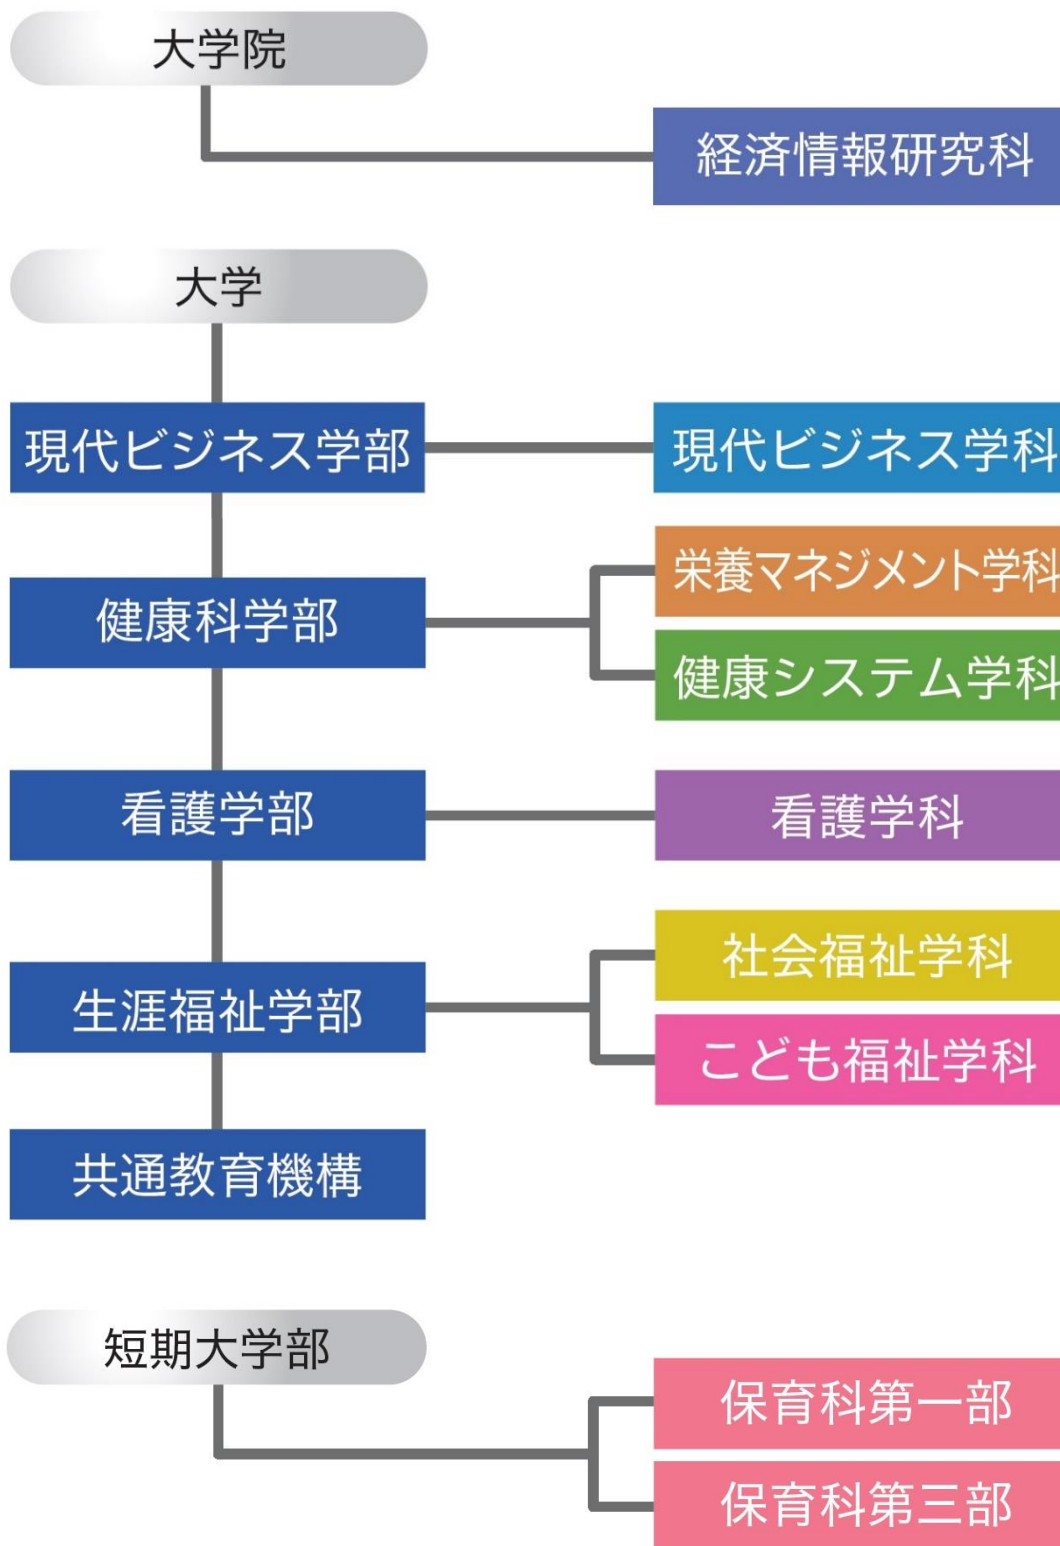 大学院
経済情報研究科
大学
現代ビジネス学部
現代ビジネス学科
健康科学部
栄養マネジメント学科
健康システム学科
看護学部
看護学科
生涯福祉学部
社会福祉学科
こども福祉学科
共通教育機構
短期大学部
保育科第一部
保育科第三部